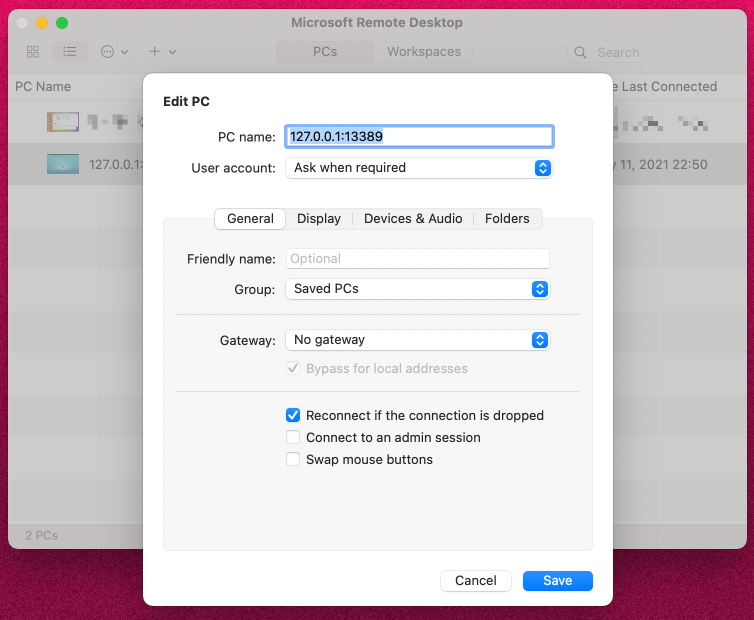 Microsoft Remote Desktop
PCs
Workspaces
Search
PC Name
Last Connected
127.0.0.1:
11, 2021 22:50
2 PCs
Edit PC
PC name: 127.0.0.1:13389
User account: Ask when required
General Display Devices & Audio Folders
Friendly name: Optional
Group: Saved PCs
Gateway: No gateway
Bypass for local addresses
Reconnect if the connection is dropped
Connect to an admin session
Swap mouse buttons
Cancel Save